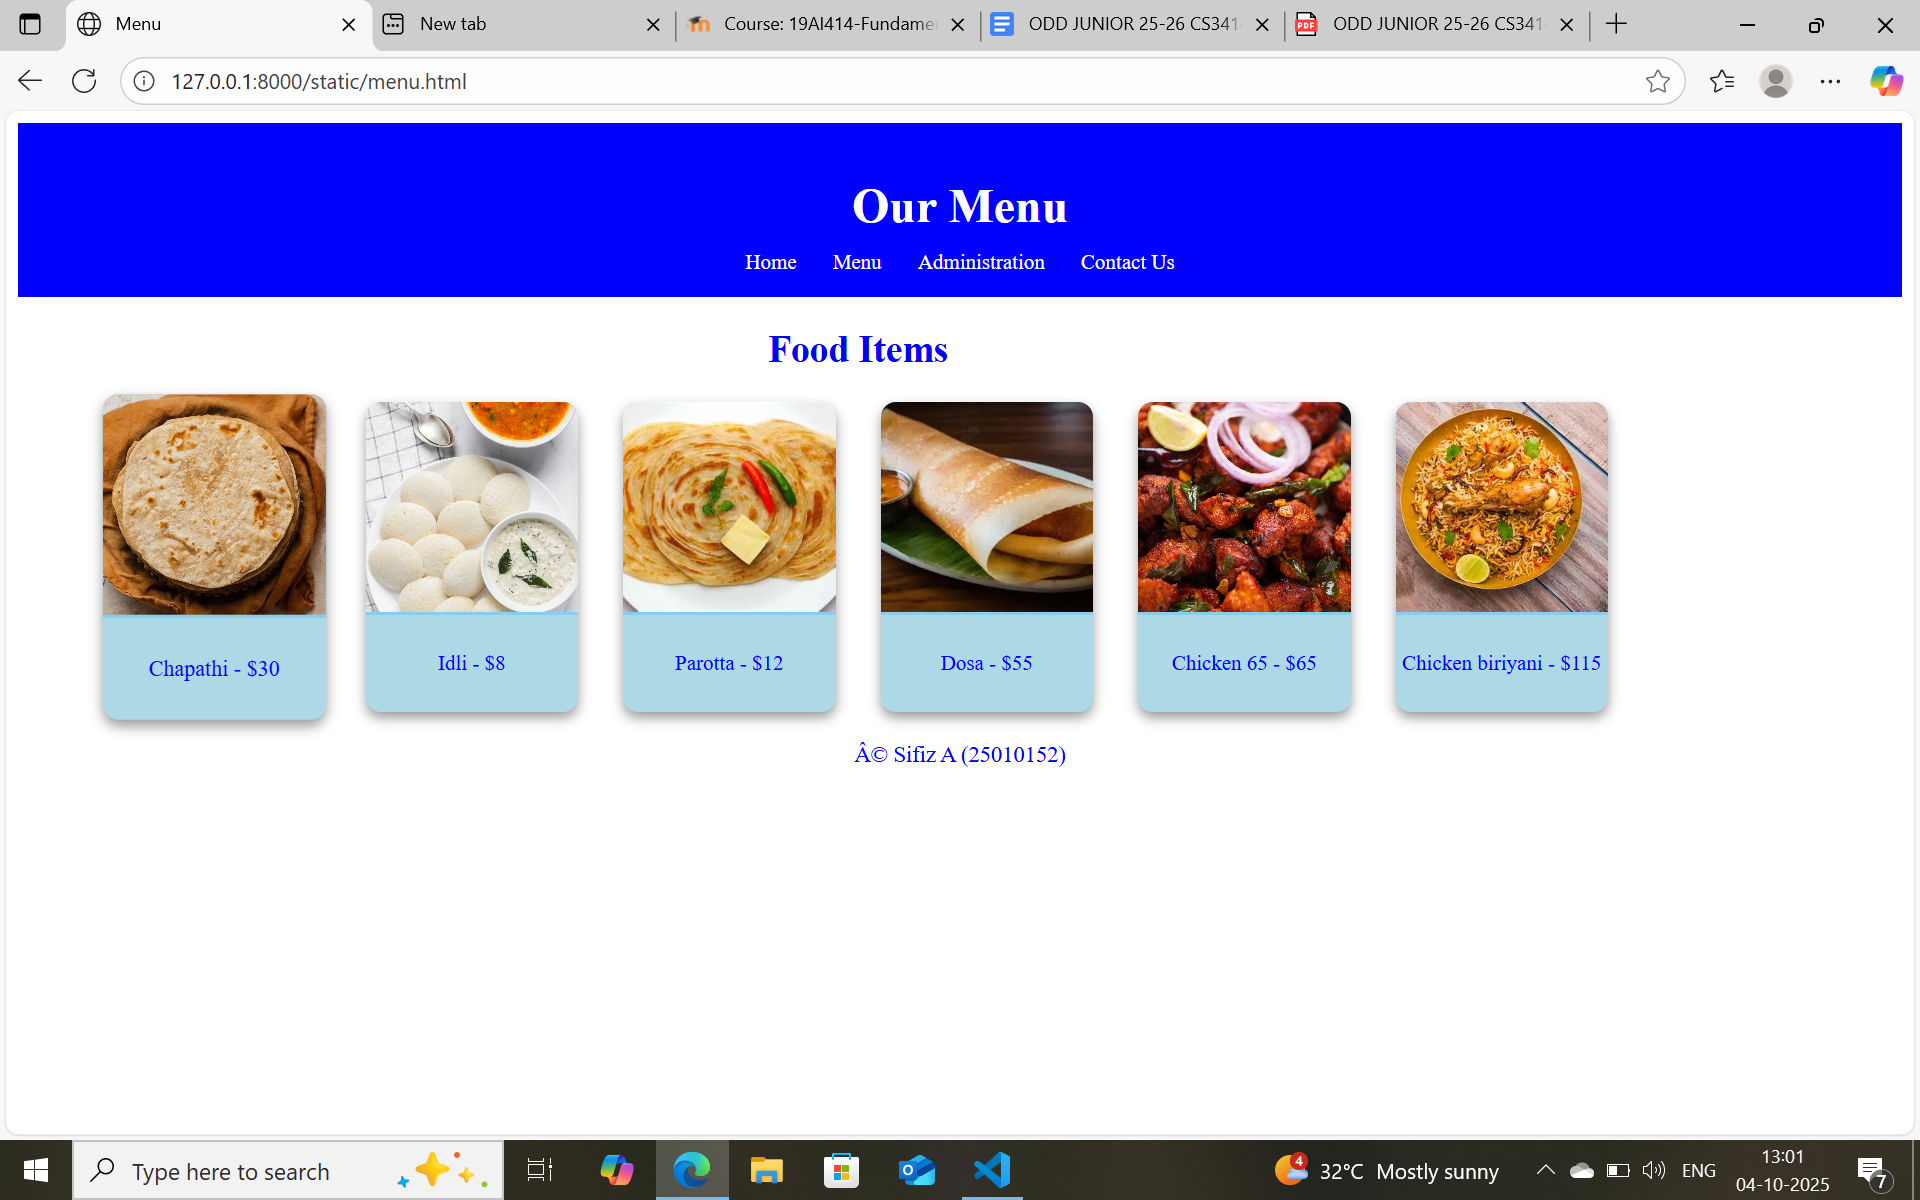 Menu
New tab
Course: 19AI414-Fundame
ODD JUNIOR 25-26 CS341
PDF
ODD JUNIOR 25-26 CS341
127.0.0.1:8000/static/menu.html
Our Menu
Home Menu Administration Contact Us
Food Items
Chapathi - $30
Idli - $8
Parotta - $12
Dosa - $55
Chicken 65 - $65
Chicken biriyani - $115
Â© Sifiz A (25010152)
Type here to search
4
32°C Mostly sunny
ENG
13:01
04-10-2025
7